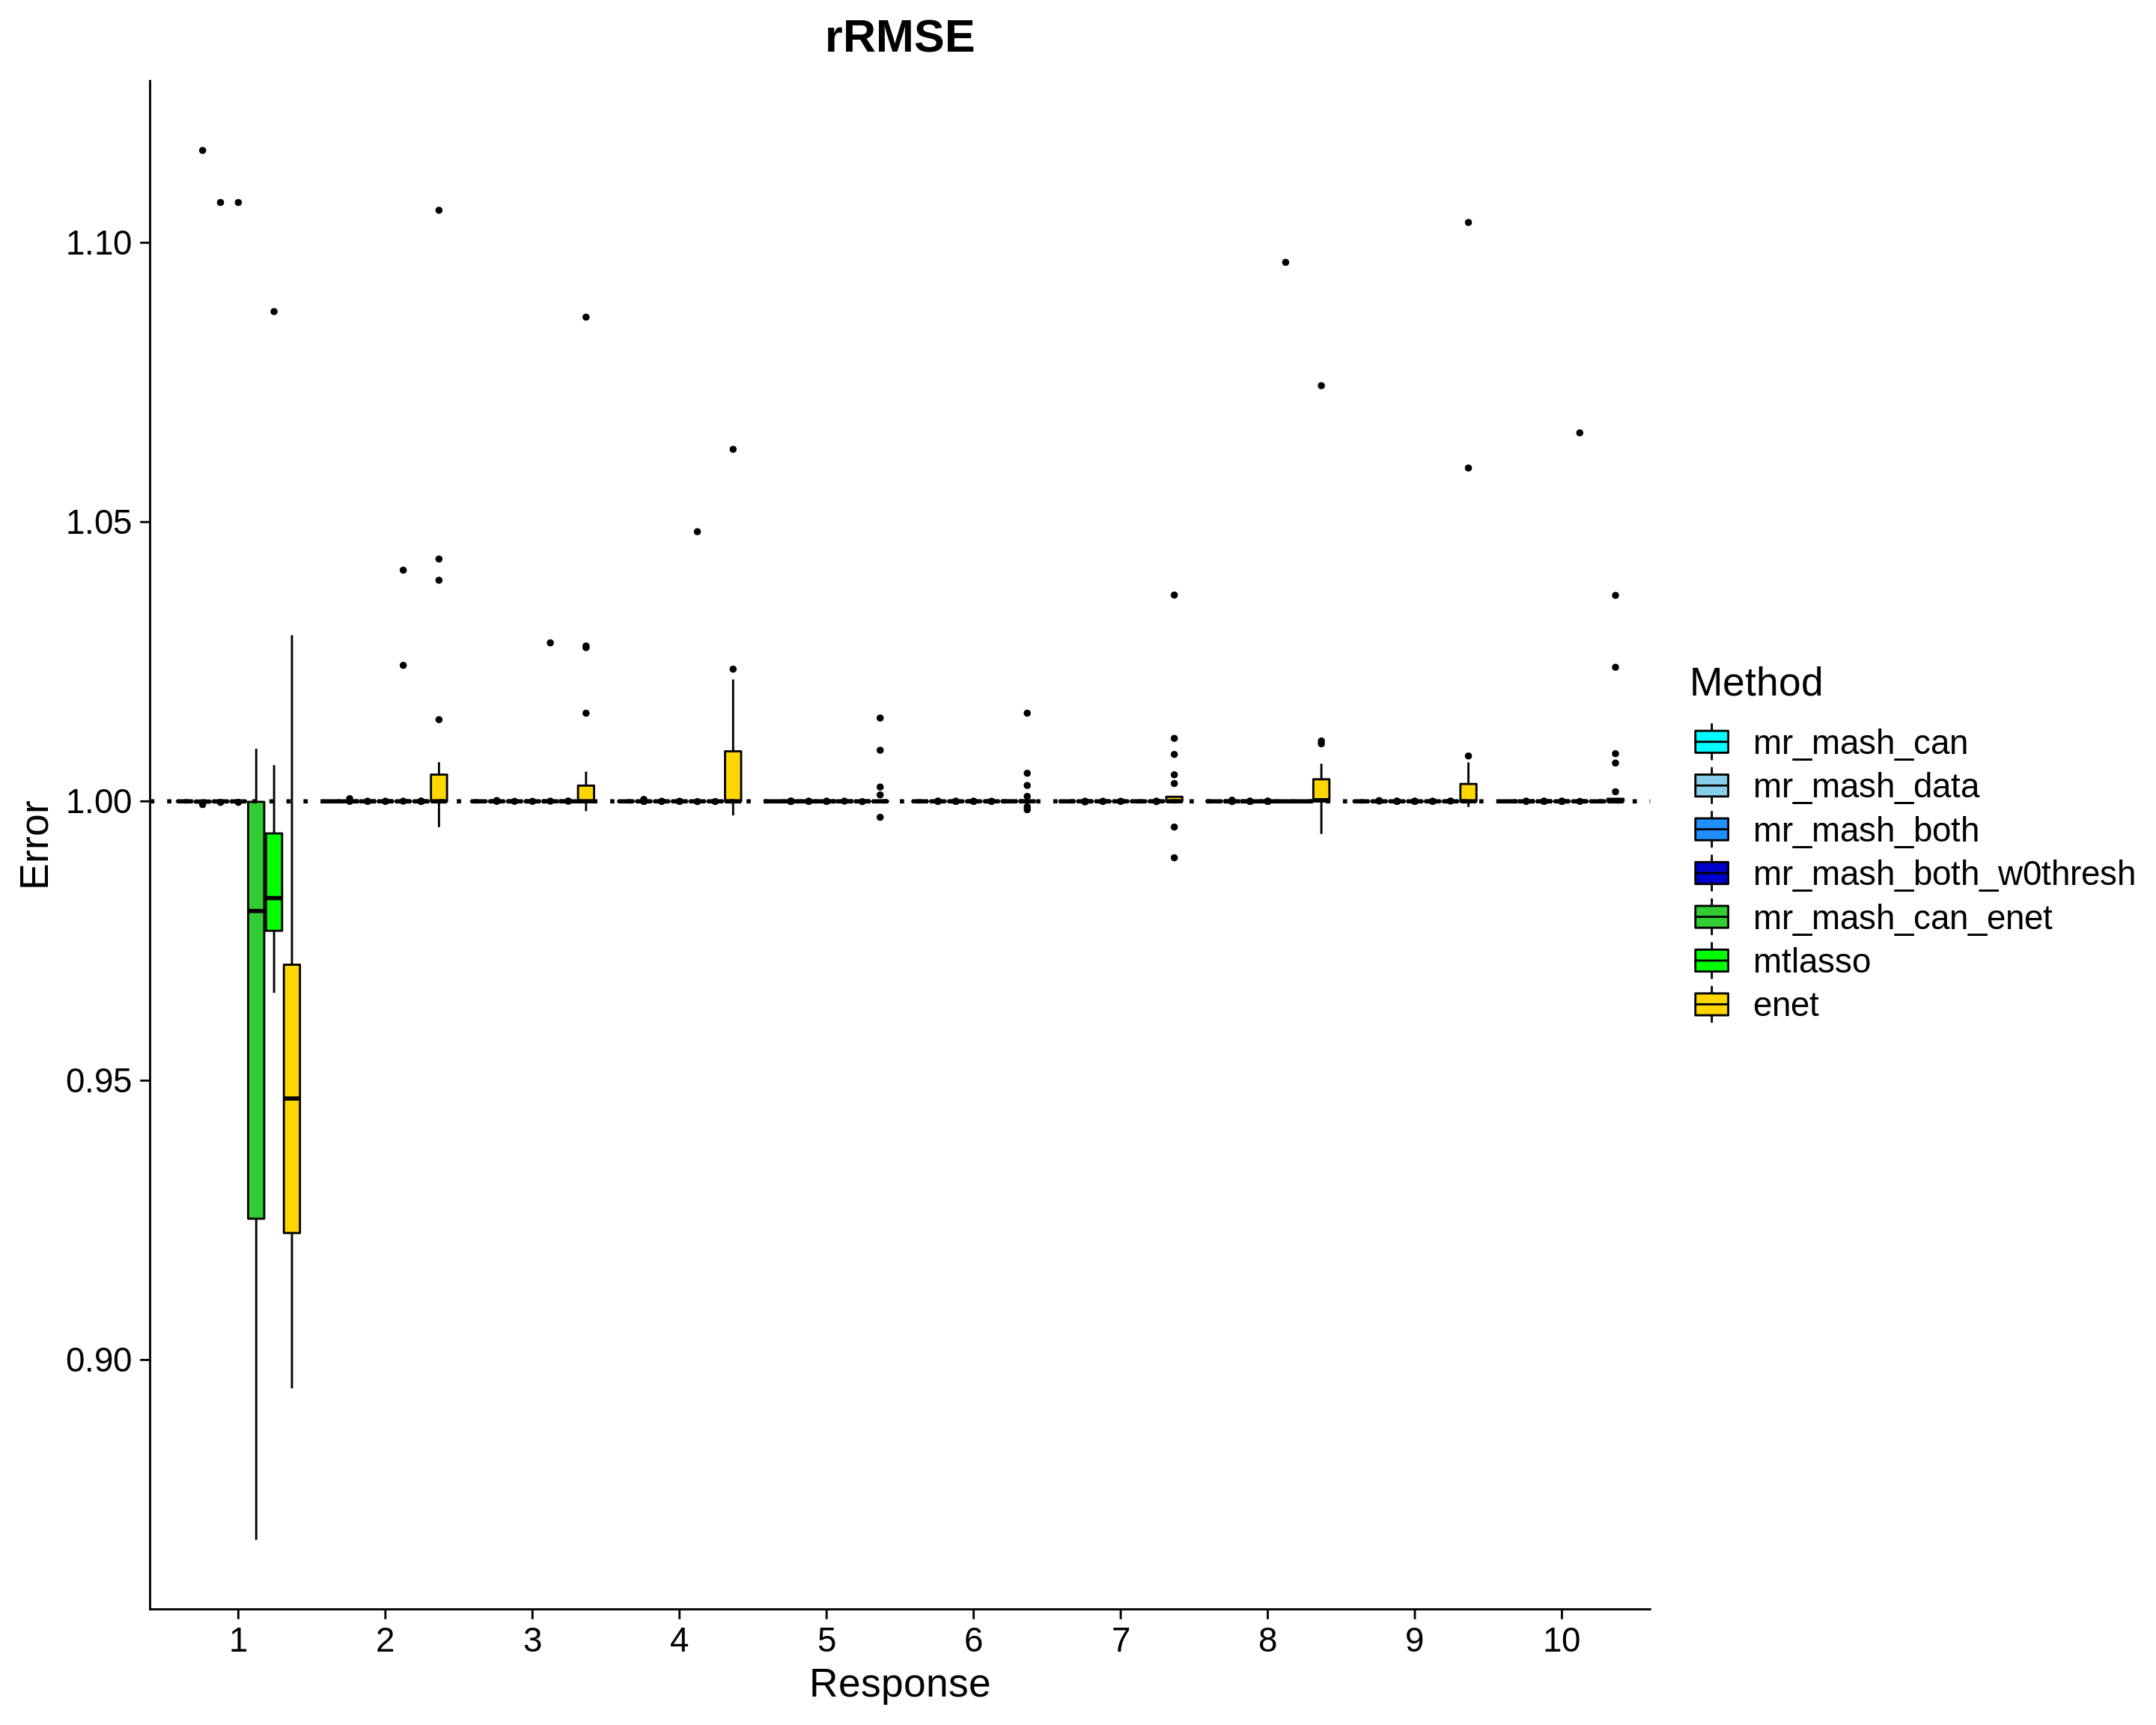 rRMSE
Error
1.10
1.05
1.00
0.95
0.90
1 2 3 4 5 6 7 8 9 10
Response
Method
mr_mash_can
mr_mash_data
mr_mash_both
mr_mash_both_w0thresh
mr_mash_can_enet
mtlasso
enet